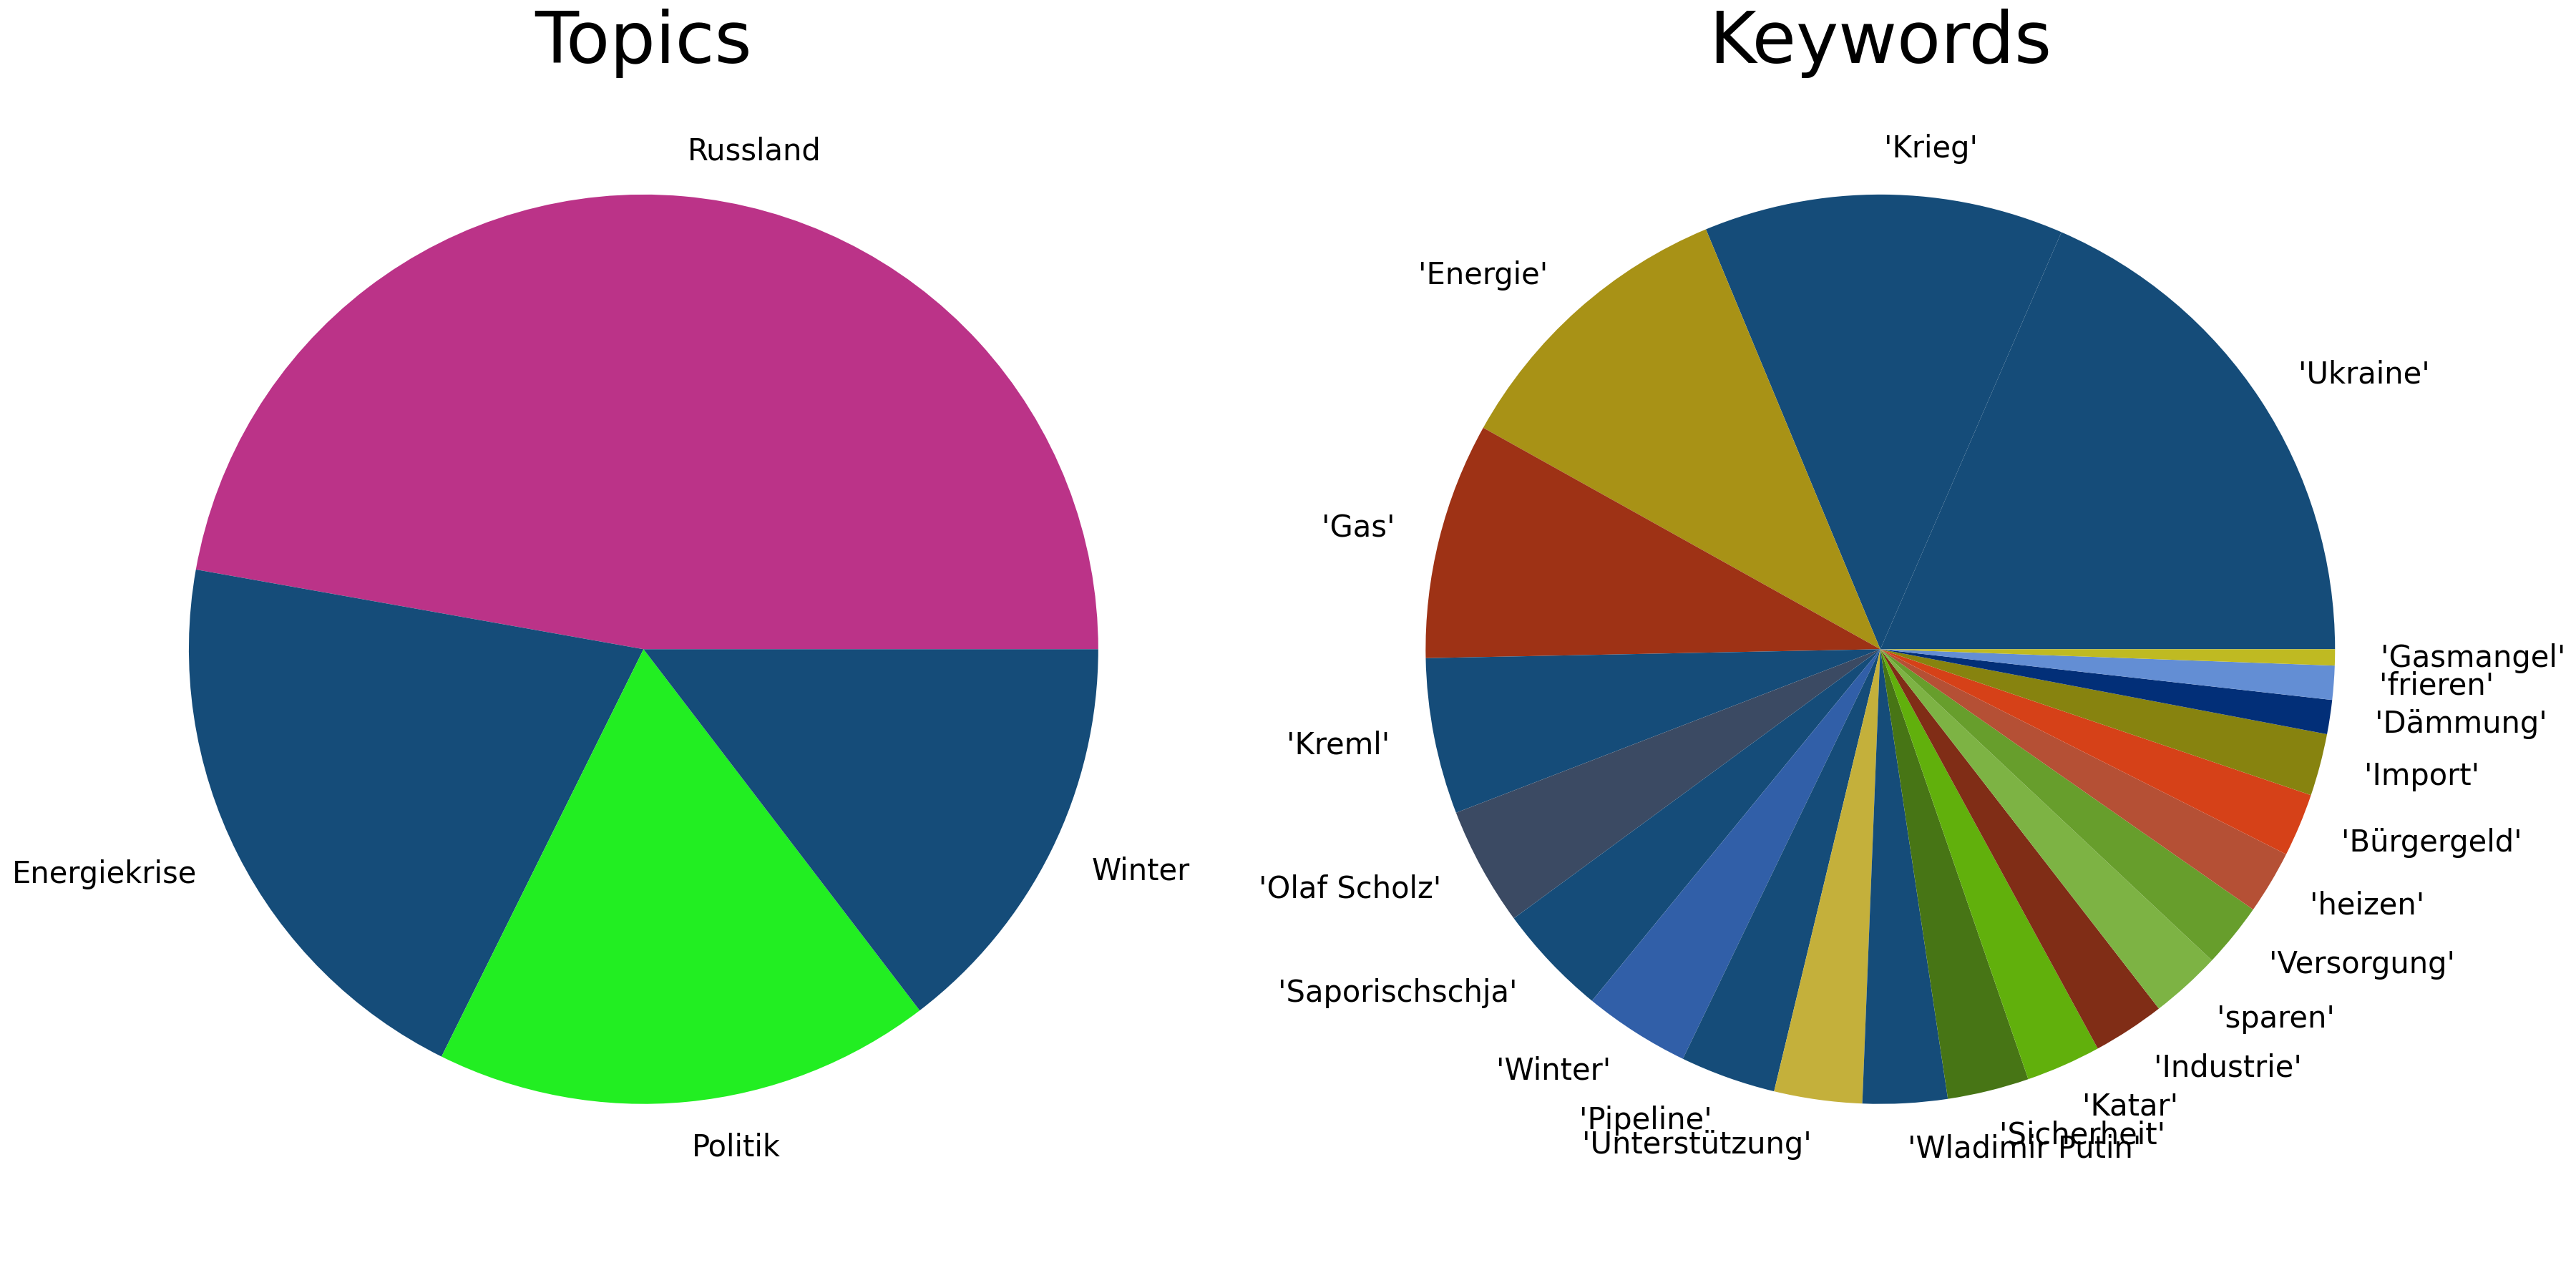 Topics
Keywords
Russland
Energiekrise
Politik
Winter
'Krieg'
'Ukraine'
'Energie'
'Gas'
'Kreml'
'Olaf Scholz'
'Saporischschja'
'Winter'
'Pipeline'
'Unterstützung'
'Wladimir Putin'
'Sicherheit'
'Katar'
'Industrie'
'sparen'
'Versorgung'
'heizen'
'Bürgergeld'
'Import'
'Dämmung'
'frieren'
'Gasmangel'